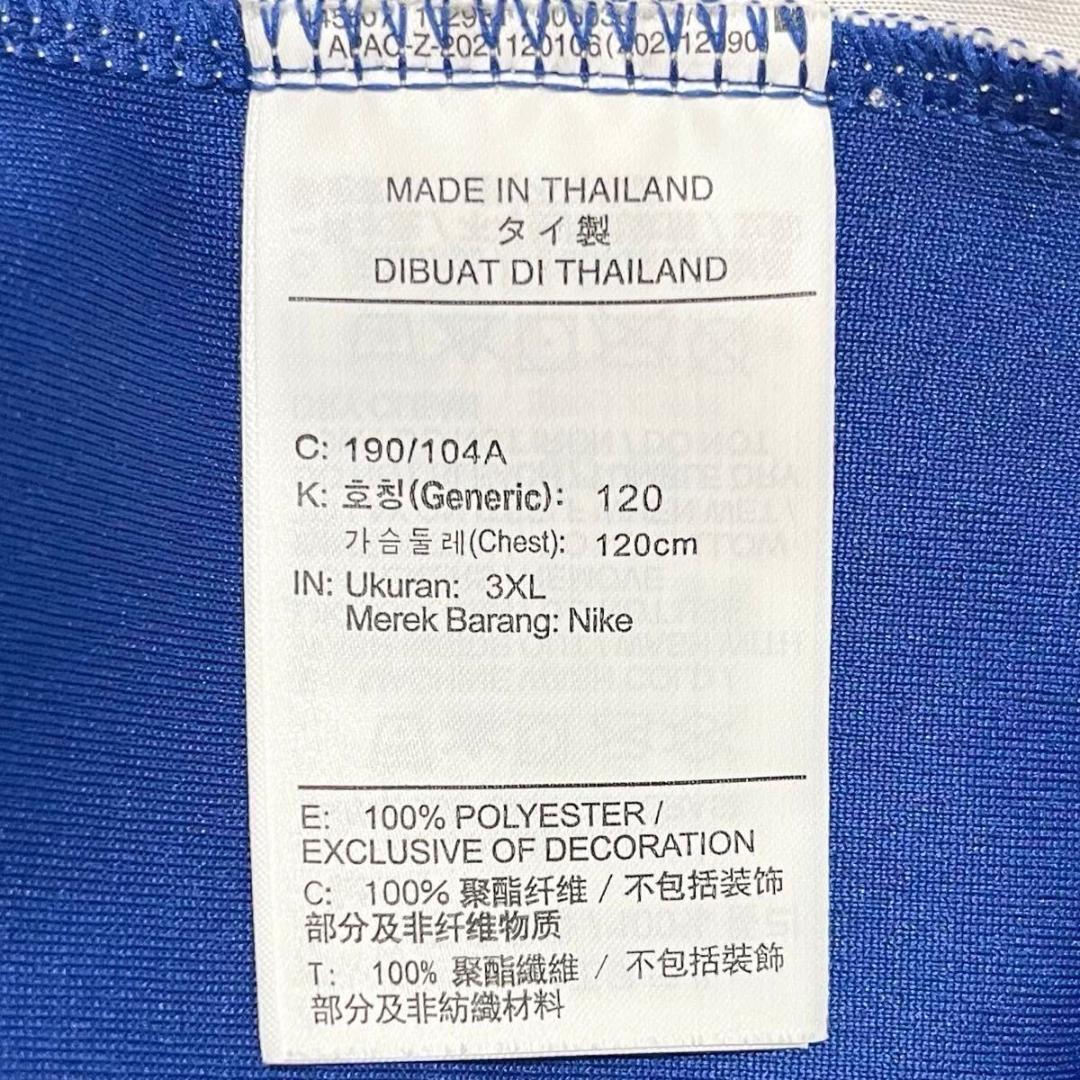 MADE IN THAILAND
タイ製
DIBUAT DI THAILAND
C: 190/104A
K: 호칭(Generic): 120
가슴둘레(Chest): 120cm
IN: Ukuran: 3XL
Merek Barang: Nike
E: 100% POLYESTER /
EXCLUSIVE OF DECORATION
C: 100% 聚酯纤维 / 不包括装饰
部分及非纤维物质
T: 100% 聚酯纖維 / 不包括裝飾
部分及非紡織材料